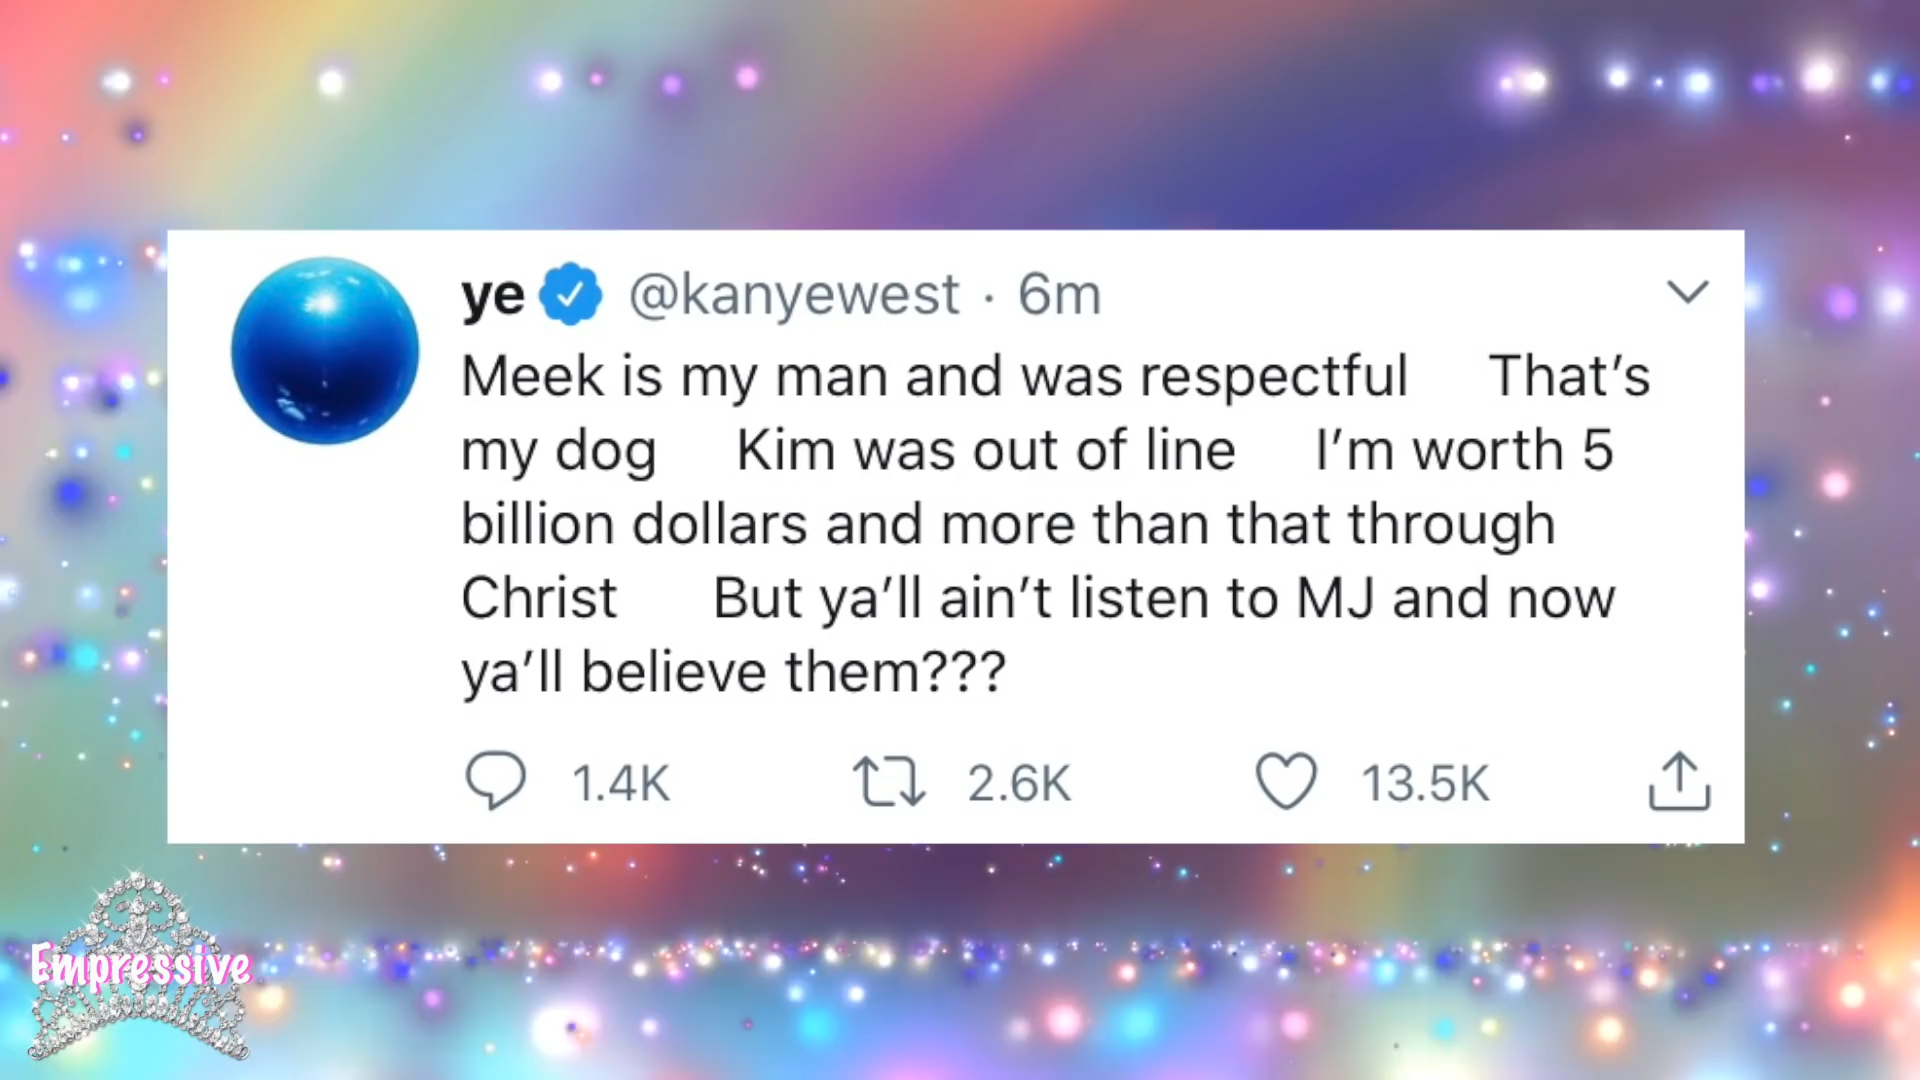 ye @kanyewest · 6m
Meek is my man and was respectful That’s
my dog Kim was out of line I’m worth 5
billion dollars and more than that through
Christ But ya’ll ain’t listen to MJ and now
ya’ll believe them???
1.4K 2.6K 13.5K
Empressive